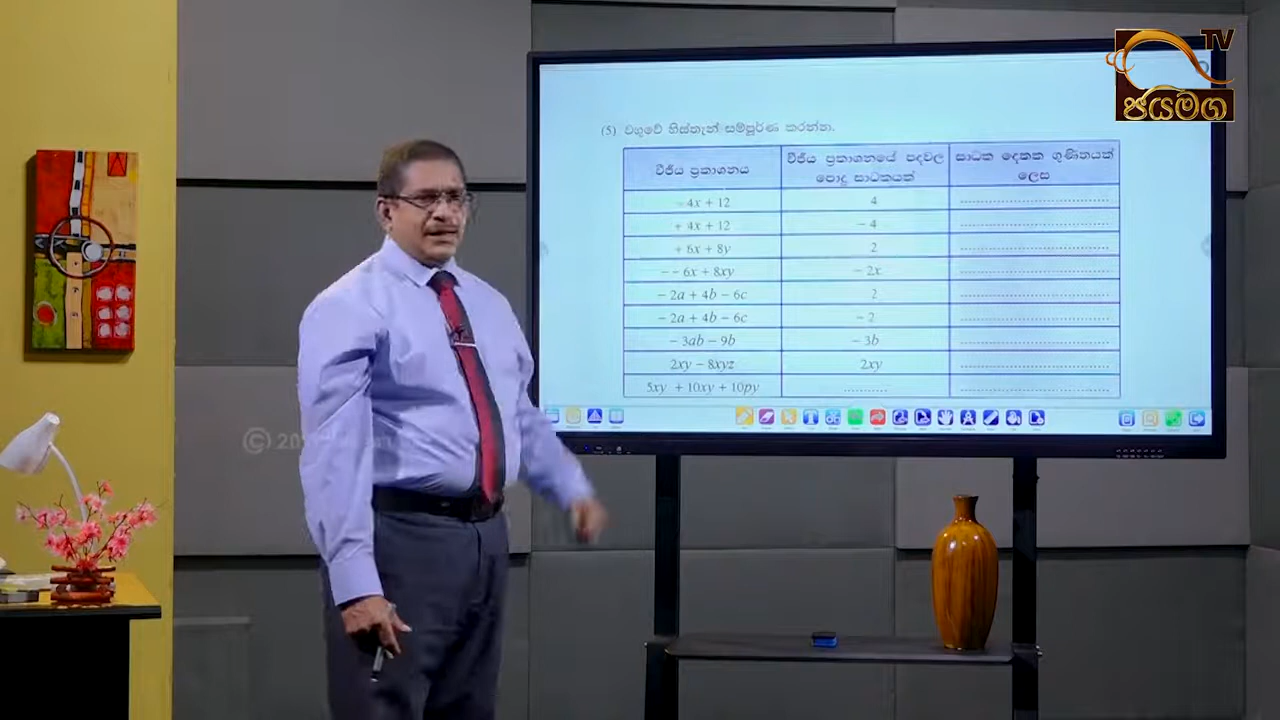 TV
ජයමග
(5) වගුවේ හිස්තැන් සම්පූර්ණ කරන්න.
වීජීය ප්‍රකාශනය
වීජීය ප්‍රකාශනයේ පදවල පොදු සාධකයක්
සාධක දෙකක ගුණිතයක් ලෙස
- 4x + 12 4 ..........
+ 4x + 12 - 4 ..........
+ 6x + 8y 2 ..........
- - 6x + 8xy - 2x ..........
- 2a + 4b - 6c 2 ..........
- 2a + 4b - 6c - 2 ..........
- 3ab - 9b - 3b ..........
2xy - 8xyz 2xy ..........
5xy + 10xy + 10py .......... ..........